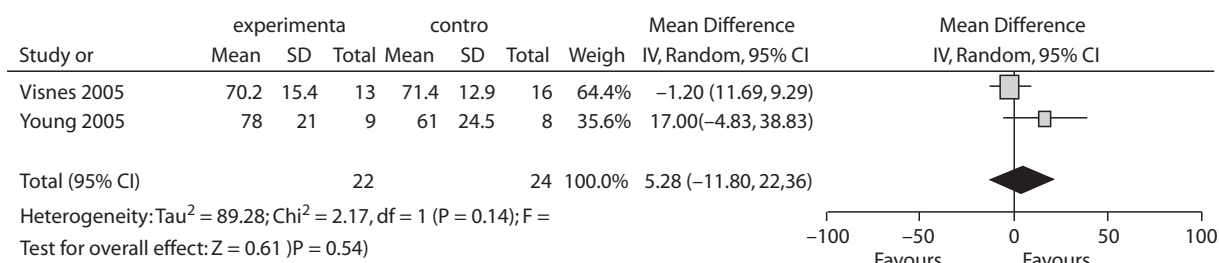 experimenta contro Mean Difference Mean Difference
Study or Mean SD Total Mean SD Total Weigh IV, Random, 95% CI IV, Random, 95% CI
Visnes 2005 70.2 15.4 13 71.4 12.9 16 64.4% –1.20 (11.69, 9.29)
Young 2005 78 21 9 61 24.5 8 35.6% 17.00(–4.83, 38.83)
Total (95% CI) 22 24 100.0% 5.28 (–11.80, 22,36)
Heterogeneity: Tau² = 89.28; Chi² = 2.17, df = 1 (P = 0.14); F =
Test for overall effect: Z = 0.61 )P = 0.54)
–100 –50 0 50 100
Favours Favours